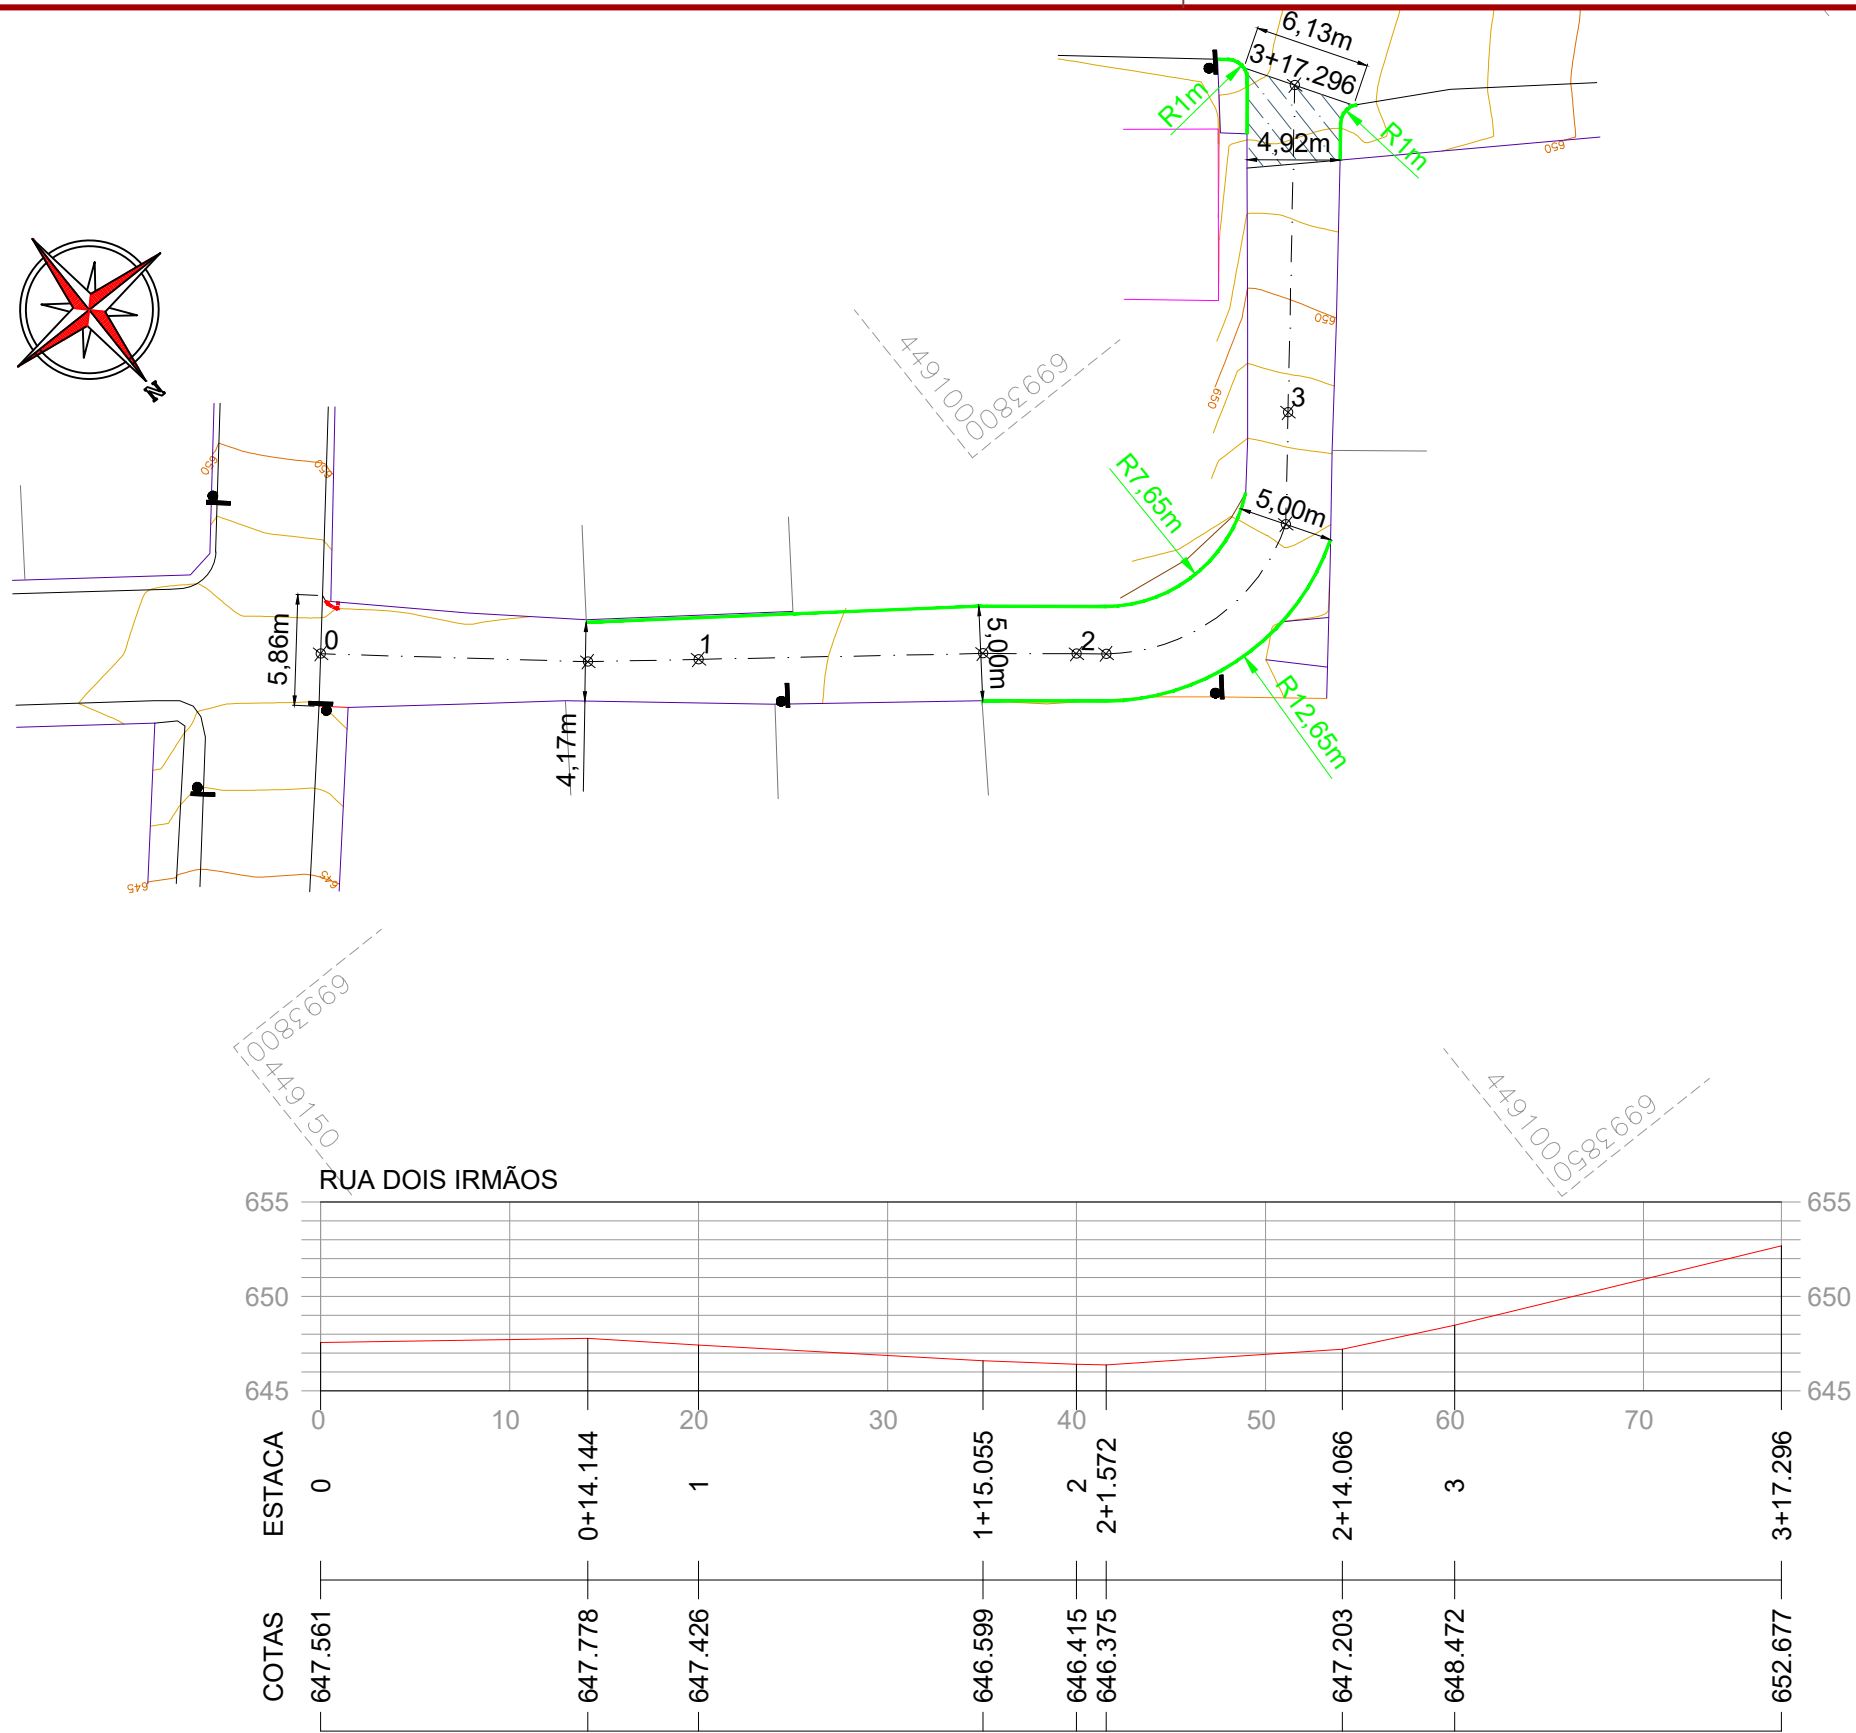 6,13m
3+17.296
R1m
4,92m
R1m
650
650
3
650
N
4491000
6993800
R7,65m
5,00m
650
650
5,86m
0
1
5,00m
2
4,17m
R12,65m
645
645
6993800
449150
449100
6993850
RUA DOIS IRMÃOS
655
655
650
650
645
645
0 10 20 30 40 50 60 70
ESTACA
0
0+14.144
1
1+15.055
2
2+1.572
2+14.066
3
3+17.296
COTAS
647.561
647.778
647.426
646.599
646.415
646.375
647.203
648.472
652.677